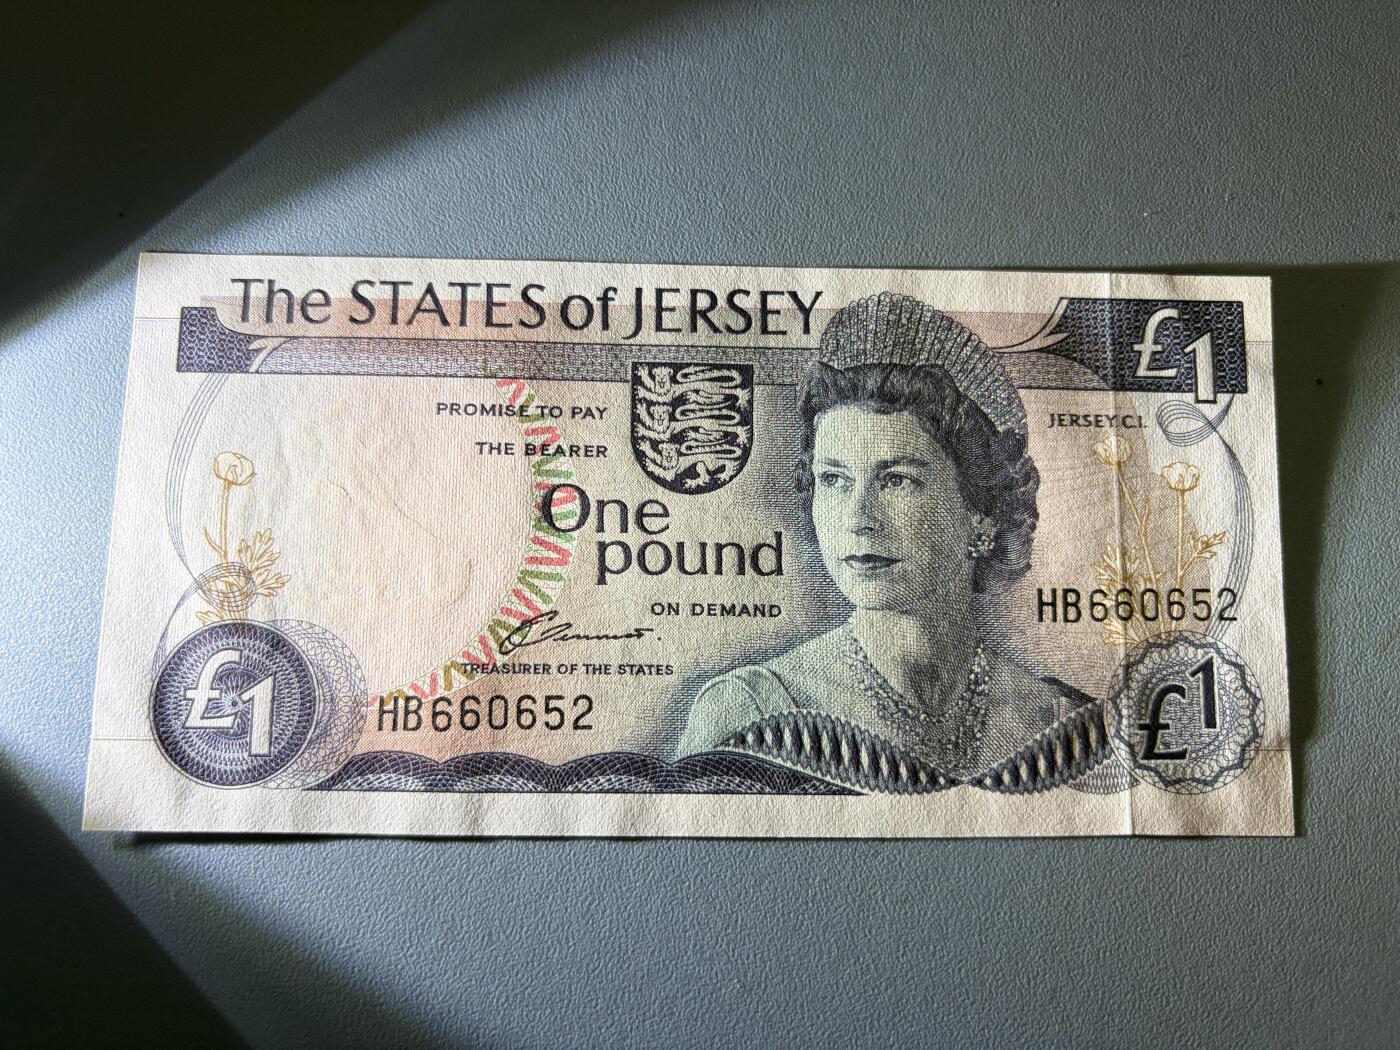 The STATES of JERSEY
£1
PROMISE TO PAY
THE BEARER
JERSEY C.I.
One
pound
ON DEMAND
HB660652
TREASURER OF THE STATES
HB660652
£1
£1